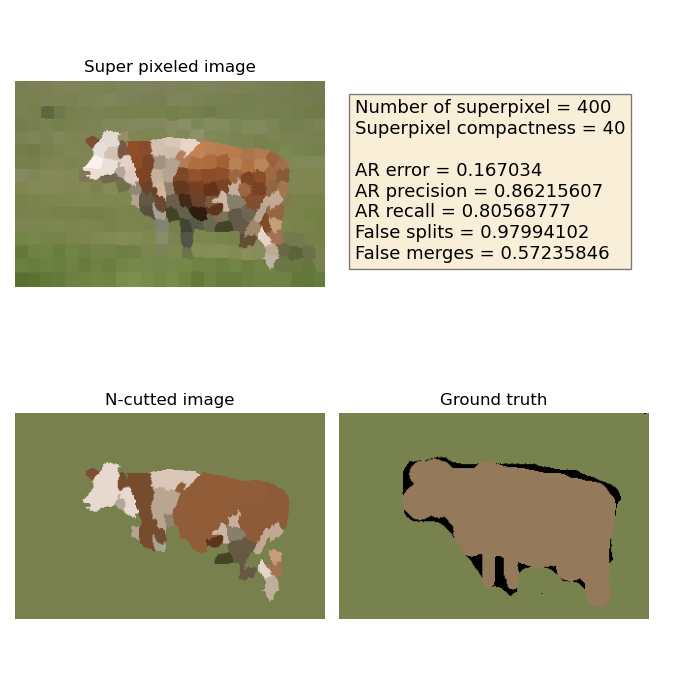 Super pixeled image
Number of superpixel = 400
Superpixel compactness = 40
AR error = 0.167034
AR precision = 0.86215607
AR recall = 0.80568777
False splits = 0.97994102
False merges = 0.57235846
N-cutted image
Ground truth